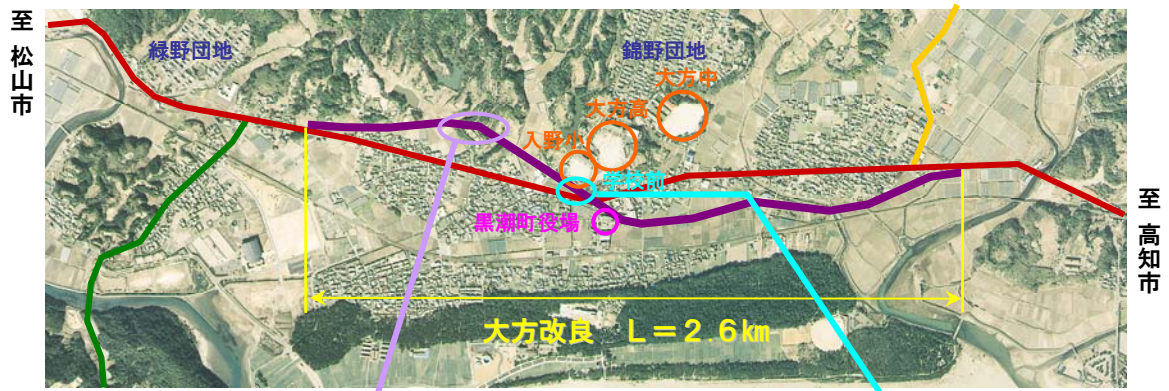 至 松山市
緑野団地
錦野団地
大方中
大方高
入野小
学校前
黒潮町役場
至 高知市
大方改良 L=2.6km